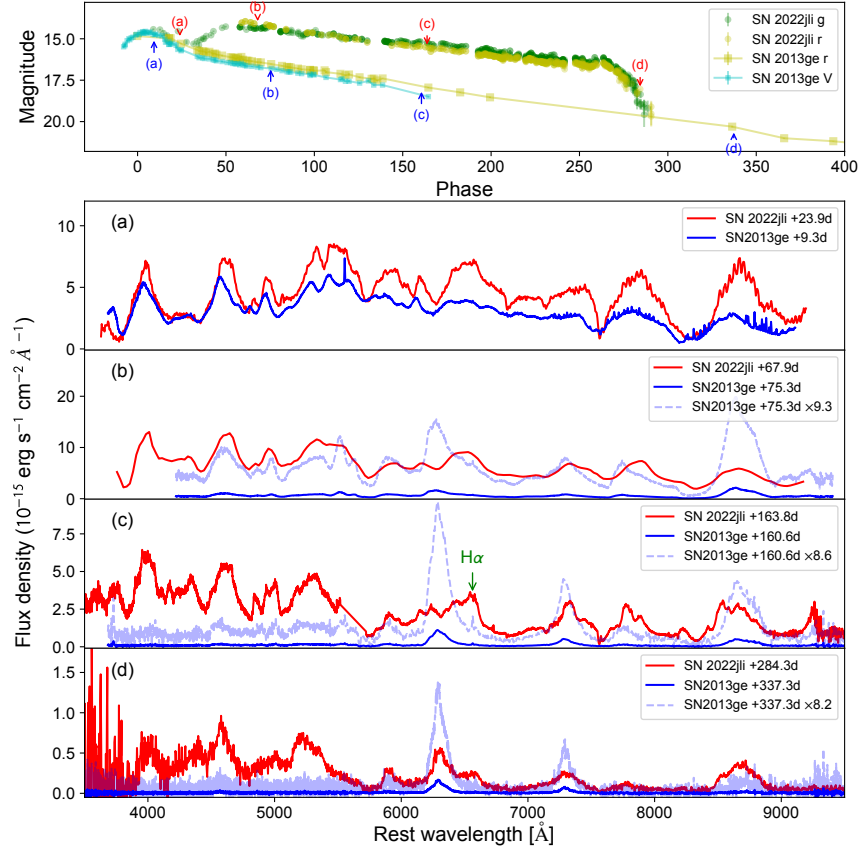 (a)
(b)
(c)
(d)
SN 2022jli g
SN 2022jli r
SN 2013ge r
SN 2013ge V
15.0
17.5
20.0
Magnitude
(a)
(b)
(c)
(d)
0
50
100
150
200
250
300
350
400
Phase
(a)
SN 2022jli +23.9d
SN2013ge +9.3d
10
5
0
(b)
SN 2022jli +67.9d
SN2013ge +75.3d
SN2013ge +75.3d ×9.3
20
10
0
(c)
SN 2022jli +163.8d
SN2013ge +160.6d
SN2013ge +160.6d ×8.6
Hα
7.5
5.0
2.5
0.0
(d)
SN 2022jli +284.3d
SN2013ge +337.3d
SN2013ge +337.3d ×8.2
1.5
1.0
0.5
0.0
Flux density (10⁻¹⁵ erg s⁻¹ cm⁻² Å⁻¹)
4000
5000
6000
7000
8000
9000
Rest wavelength [Å]